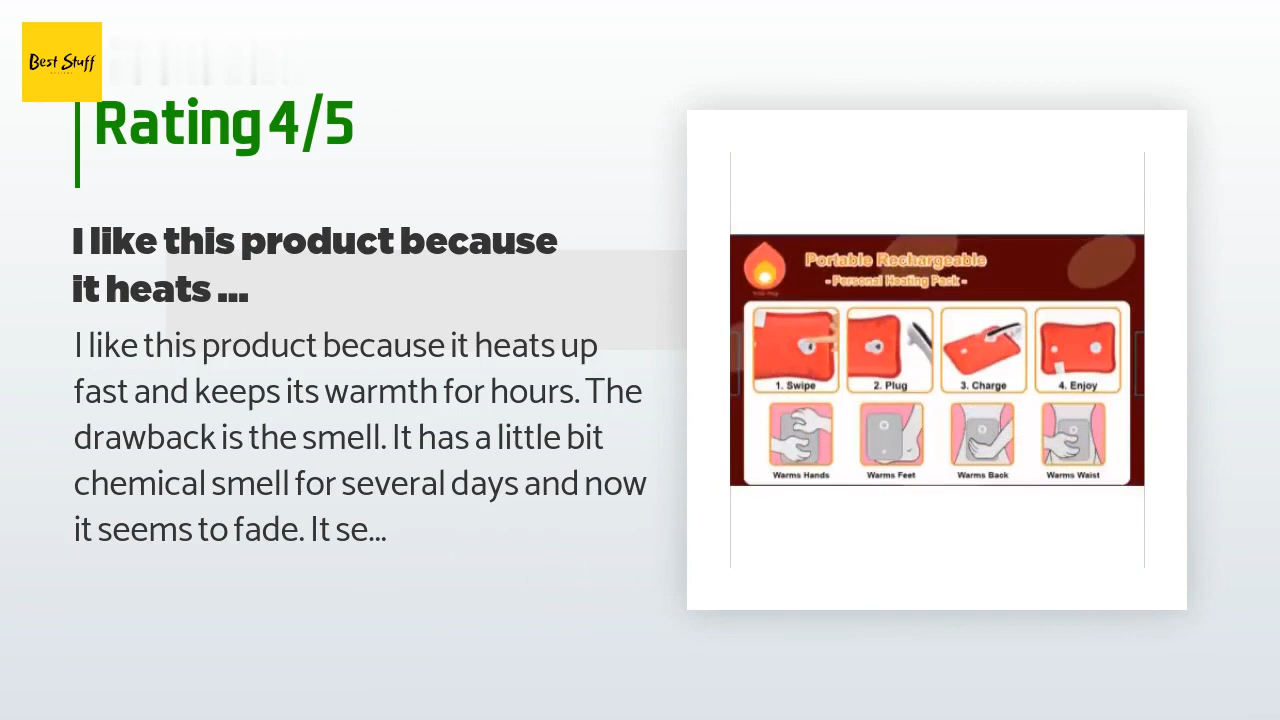 Best Stuff
Rating 4/5
I like this product because
it heats ...
I like this product because it heats up
fast and keeps its warmth for hours. The
drawback is the smell. It has a little bit
chemical smell for several days and now
it seems to fade. It se...
Portable Rechargeable
- Personal Heating Pack -
1. Swipe
2. Plug
3. Charge
4. Enjoy
Warms Hands
Warms Feet
Warms Back
Warms Waist